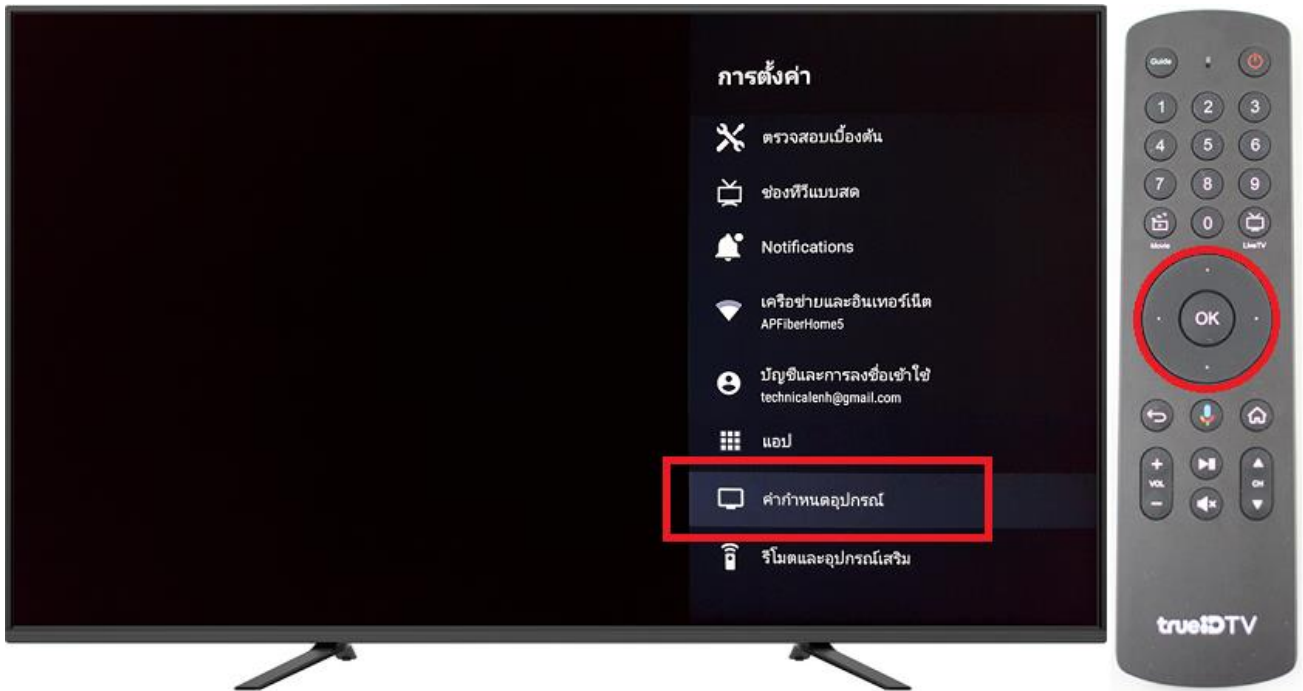 การตั้งค่า
ตรวจสอบเบื้องต้น
ช่องทีวีแบบสด
Notifications
เครือข่ายและอินเทอร์เน็ต
APFiberHome5
บัญชีและการลงชื่อเข้าใช้
technicalenh@gmail.com
แอป
ค่ากำหนดอุปกรณ์
รีโมตและอุปกรณ์เสริม
Guide
1 2 3
4 5 6
7 8 9
0
Movie LiveTV
OK
+ VOL -
CH
trueIDTV